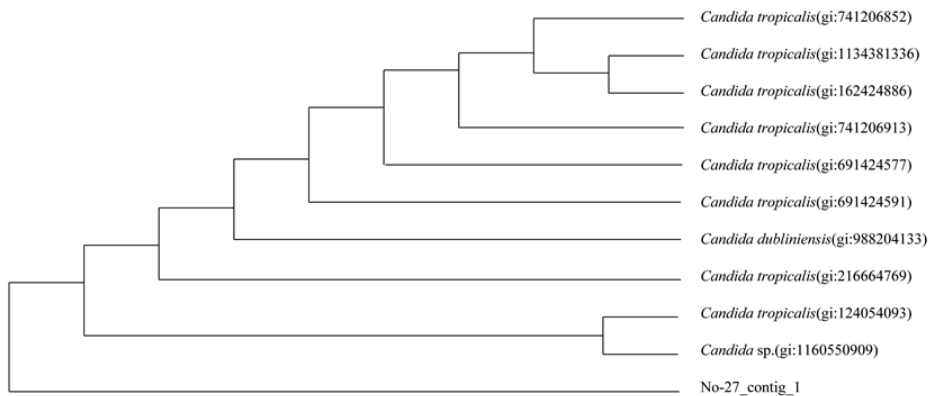 Candida tropicalis(gi:741206852)
Candida tropicalis(gi:1134381336)
Candida tropicalis(gi:162424886)
Candida tropicalis(gi:741206913)
Candida tropicalis(gi:691424577)
Candida tropicalis(gi:691424591)
Candida dubliniensis(gi:988204133)
Candida tropicalis(gi:216664769)
Candida tropicalis(gi:124054093)
Candida sp.(gi:1160550909)
No-27_contig_1